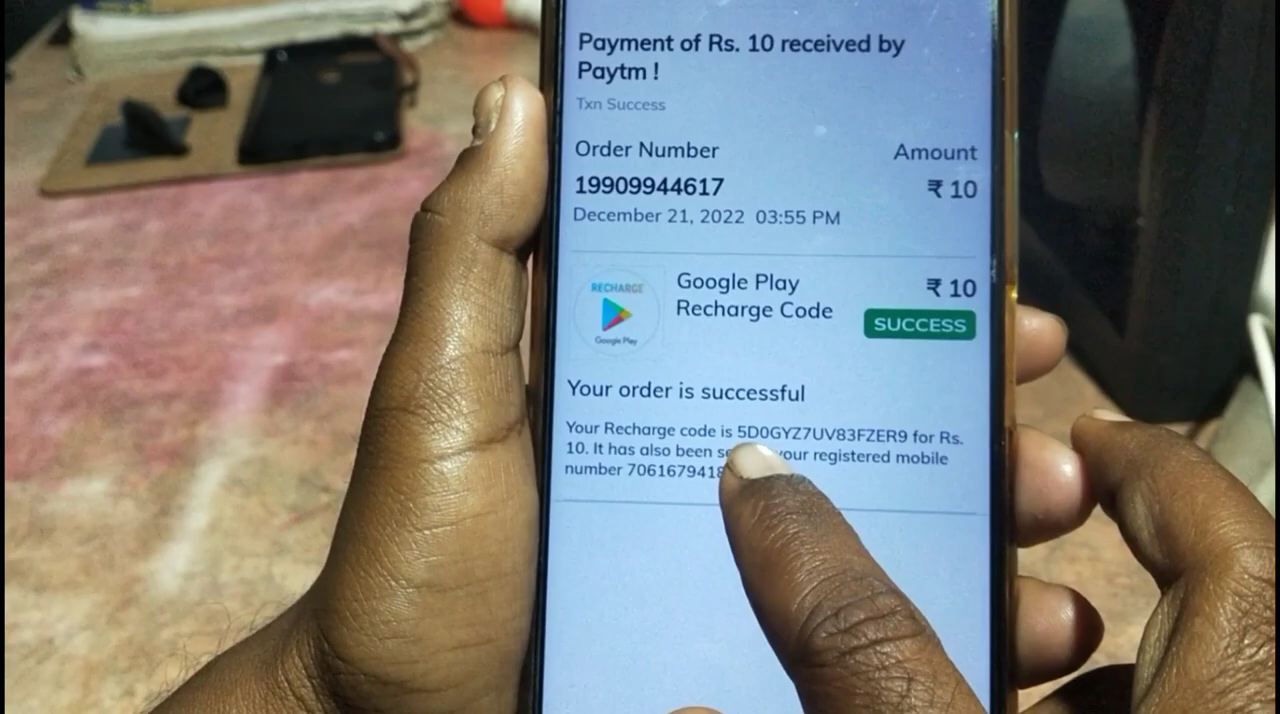 Payment of Rs. 10 received by
Paytm !
Txn Success
Order Number Amount
19909944617 ₹ 10
December 21, 2022 03:55 PM
RECHARGE
Google Play
Google Play ₹ 10
Recharge Code
SUCCESS
Your order is successful
Your Recharge code is 5D0GYZ7UV83FZER9 for Rs.
10. It has also been your registered mobile
number 7061679418